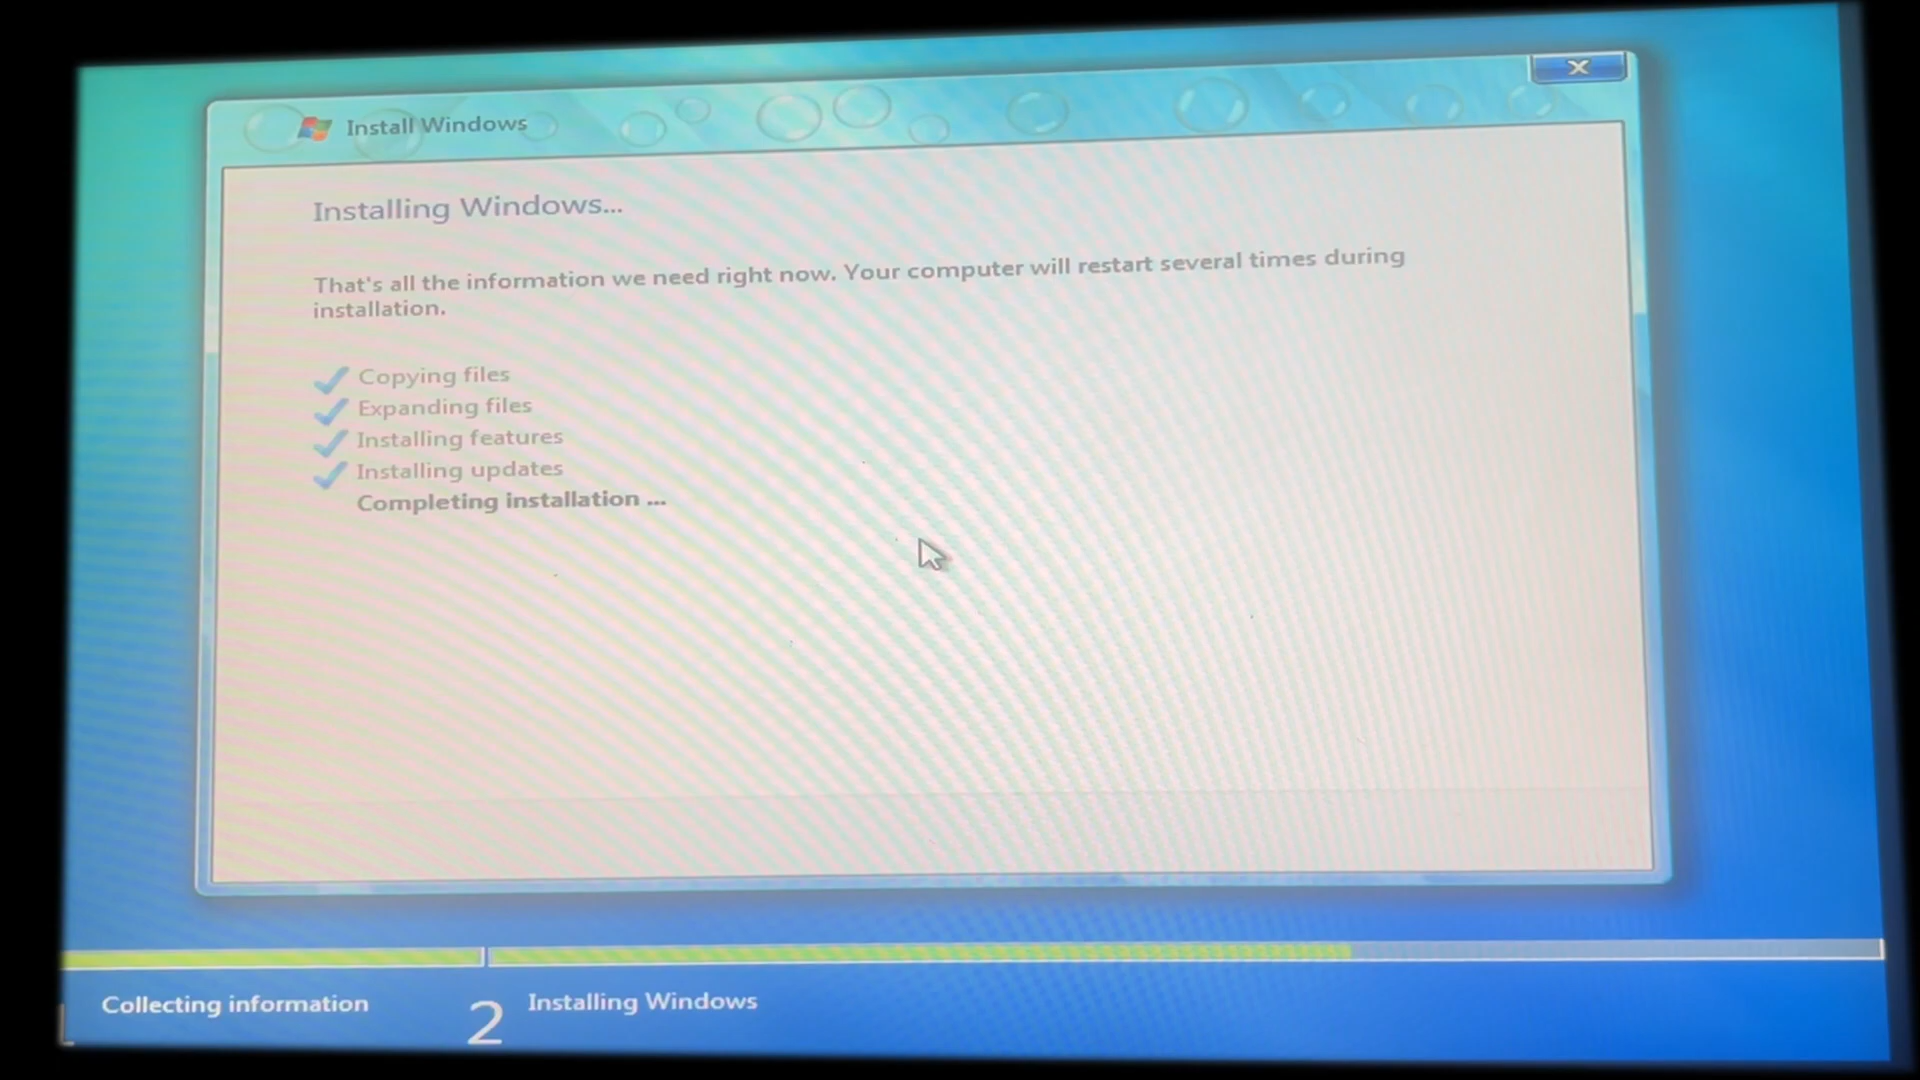 Install Windows
Installing Windows...
That's all the information we need right now. Your computer will restart several times during
installation.
Copying files
Expanding files
Installing features
Installing updates
Completing installation ...
Collecting information
2 Installing Windows